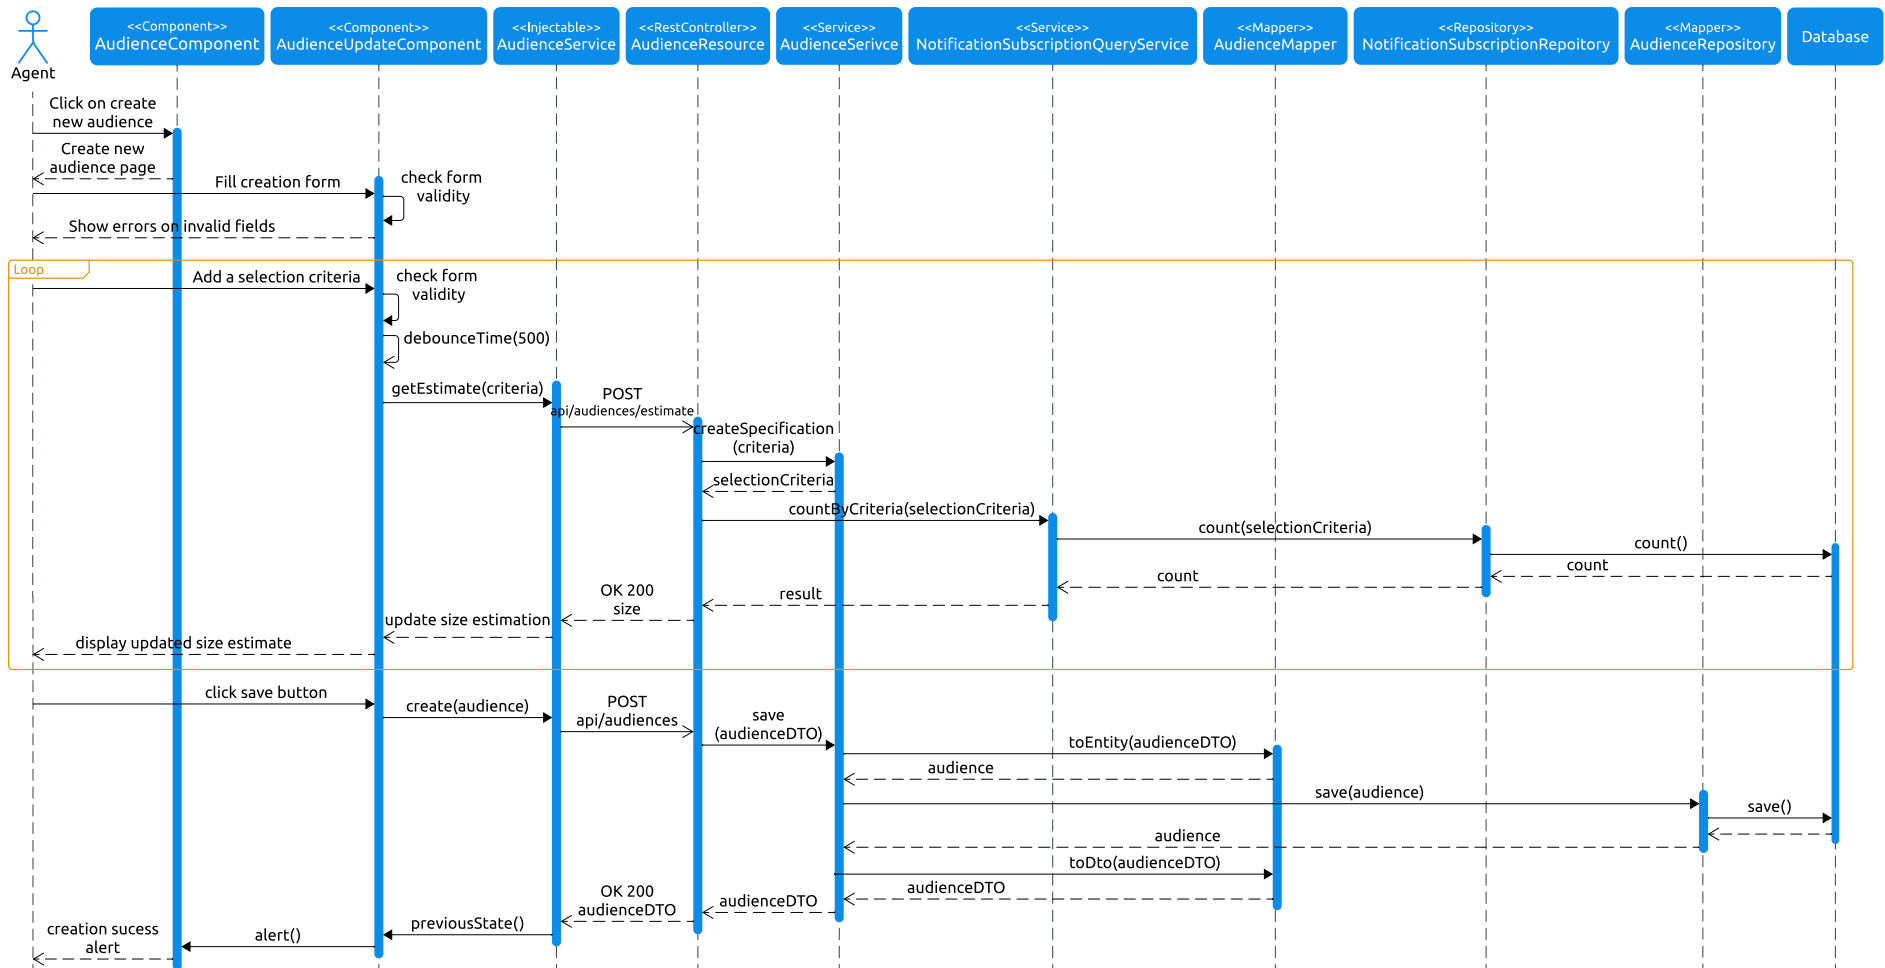 <<Component>>
AudienceComponent
<<Component>>
AudienceUpdateComponent
<<Injectable>>
AudienceService
<<RestController>>
AudienceResource
<<Service>>
AudienceSerivce
<<Service>>
NotificationSubscriptionQueryService
<<Mapper>>
AudienceMapper
<<Repository>>
NotificationSubscriptionRepoitory
<<Mapper>>
AudienceRepository
Database
Agent
Click on create
new audience
Create new
audience page
Fill creation form
check form
validity
Show errors on invalid fields
Loop
Add a selection criteria
check form
validity
debounceTime(500)
getEstimate(criteria)
POST
api/audiences/estimate
createSpecification
(criteria)
selectionCriteria
countByCriteria(selectionCriteria)
count(selectionCriteria)
count()
count
count
result
OK 200
size
update size estimation
display updated size estimate
click save button
create(audience)
POST
api/audiences
save
(audienceDTO)
toEntity(audienceDTO)
audience
save(audience)
save()
audience
toDto(audienceDTO)
audienceDTO
audienceDTO
OK 200
audienceDTO
previousState()
alert()
creation sucess
alert